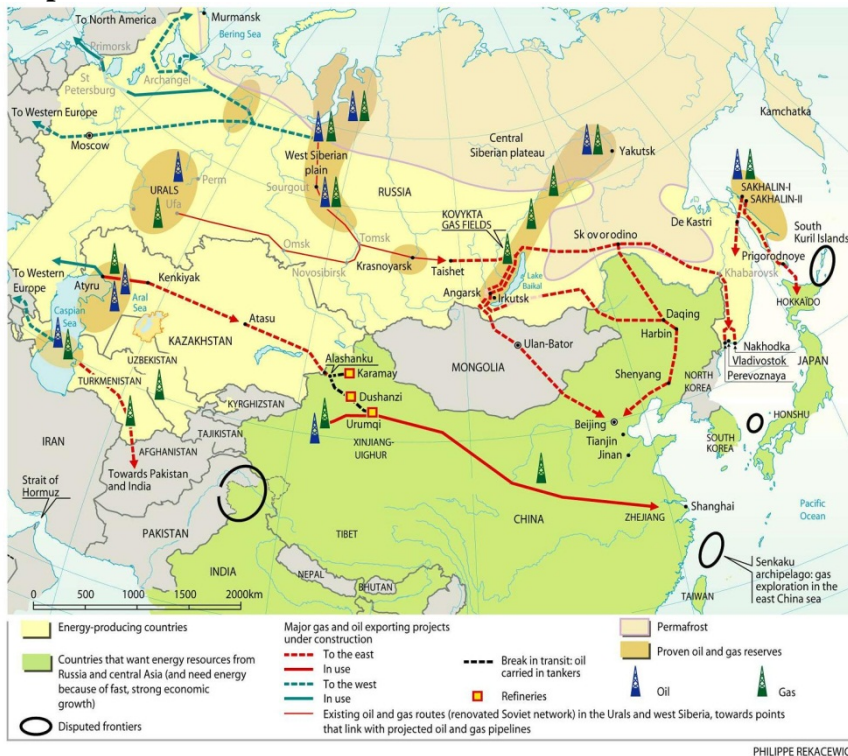 To North America
Murmansk
Bering Sea
Primorsk
St
Petersburg
Archangel
To Western Europe
Moscow
Kamchatka
West Siberian
plain
Central
Siberian plateau
Yakutsk
URALS
Perm
Ufa
Sourgout
RUSSIA
SAKHALIN-I
SAKHALIN-II
De Kastri
KOVYKTA
GAS FIELDS
Skovorodino
South
Kuril Islands
Tomsk
Omsk
Novosibirsk
Krasnoyarsk
Taishet
Prigorodnoye
Khabarovsk
To Western
Europe
Atyru
Kenkiyak
Aral
Sea
Caspian
Sea
Atasu
Angarsk
Irkutsk
Lake
Baikal
HOKKAÏDO
Daqing
Harbin
KAZAKHSTAN
Ulan-Bator
MONGOLIA
Nakhodka
Vladivostok
Perevoznaya
JAPAN
UZBEKISTAN
Alashanku
Karamay
Dushanzi
Urumqi
Shenyang
NORTH
KOREA
TURKMENISTAN
KYRGHIZSTAN
TAJIKISTAN
XINJIANG-
UIGHUR
Beijing
Tianjin
Jinan
SOUTH
KOREA
HONSHU
IRAN
AFGHANISTAN
Towards Pakistan
and India
Strait of
Hormuz
PAKISTAN
TIBET
CHINA
ZHEJIANG
Shanghai
Pacific
Ocean
INDIA
NEPAL
BHUTAN
TAIWAN
Senkaku
archipelago: gas
exploration in the
east China sea
0 500 1000 2000km
Energy-producing countries
Countries that want energy resources from
Russia and central Asia (and need energy
because of fast, strong economic
growth)
Disputed frontiers
Major gas and oil exporting projects
under construction
To the east
In use
To the west
In use
Existing oil and gas routes (renovated Soviet network) in the Urals and west Siberia, towards points
that link with projected oil and gas pipelines
Break in transit: oil
carried in tankers
Refineries
Permafrost
Proven oil and gas reserves
Oil
Gas
PHILIPPE REKACEWIC